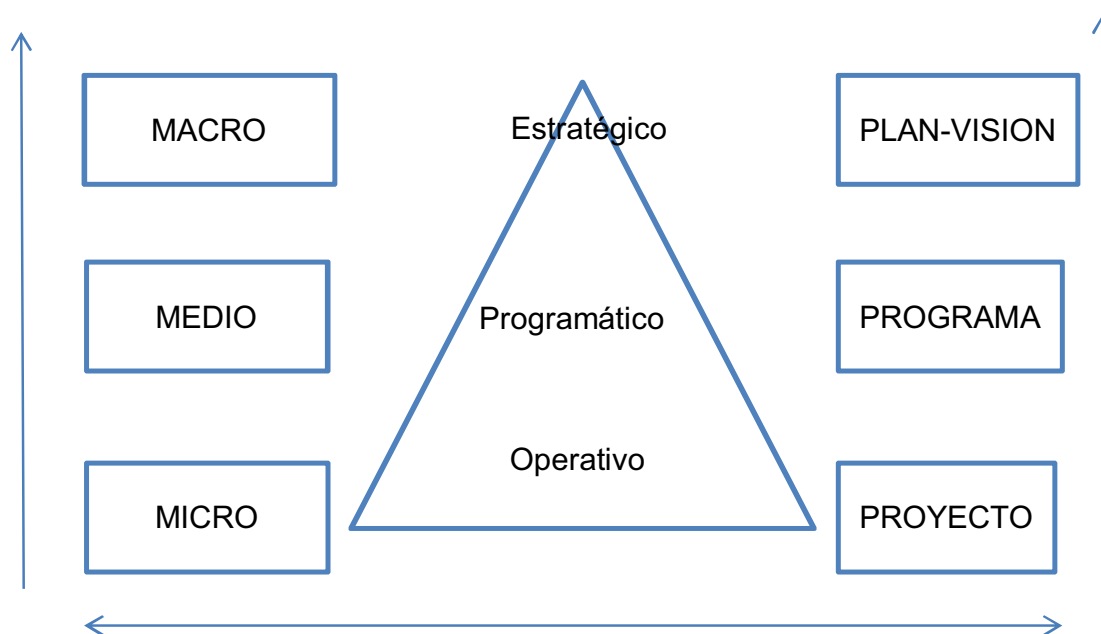 MACRO
Estratégico
PLAN-VISION
MEDIO
Programático
PROGRAMA
Operativo
MICRO
PROYECTO